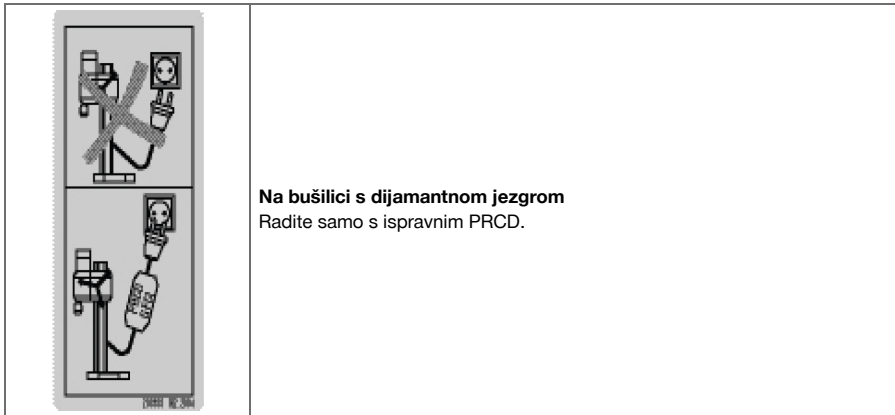 Na bušilici s dijamantnom jezgrom
Radite samo s ispravnim PRCD.